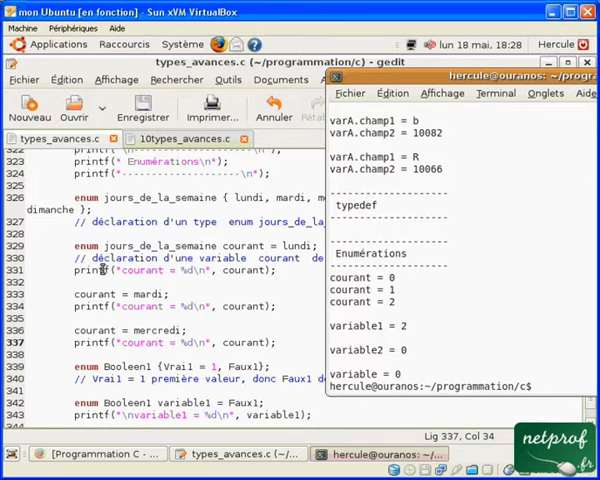 mon Ubuntu [en fonction] - Sun xVM VirtualBox
Machine Périphériques Aide
Applications Raccourcis Système lun 18 mai, 18:28 Hercule
types_avances.c (~/programmation/c) - gedit
Fichier Édition Affichage Rechercher Outils Documents
Nouveau Ouvrir Enregistrer Imprimer... Annuler
types_avances.c 10types_avances.c
322 printf("\n---------------------\n");
323 printf(" Enumérations\n");
324 printf("---------------------\n");
325
326 enum jours_de_la_semaine { lundi, mardi, m
dimanche };
327 // déclaration d'un type enum jours_de_la_
328
329 enum jours_de_la_semaine courant = lundi;
330 // déclaration d'une variable courant de
331 printf("courant = %d\n", courant);
332
333 courant = mardi;
334 printf("courant = %d\n", courant);
335
336 courant = mercredi;
337 printf("courant = %d\n", courant);
338
339 enum Booleen1 {Vrai1 = 1, Faux1};
340 // Vrai1 = 1 première valeur, donc Faux1 d
341
342 enum Booleen1 variable1 = Faux1;
343 printf("\nvariable1 = %d\n", variable1);
344
Lig 337, Col 34
hercule@ouranos: ~/progra
Fichier Édition Affichage Terminal Onglets Aide
varA.champ1 = b
varA.champ2 = 10082
varA.champ1 = R
varA.champ2 = 10066
--------------------
typedef
--------------------
--------------------
Enumérations
--------------------
courant = 0
courant = 1
courant = 2
variable1 = 2
variable2 = 0
variable = 0
hercule@ouranos:~/programmation/c$
[Programmation C - ... types_avances.c (~/... hercule@ouranos: ~/...
netprof
.fr